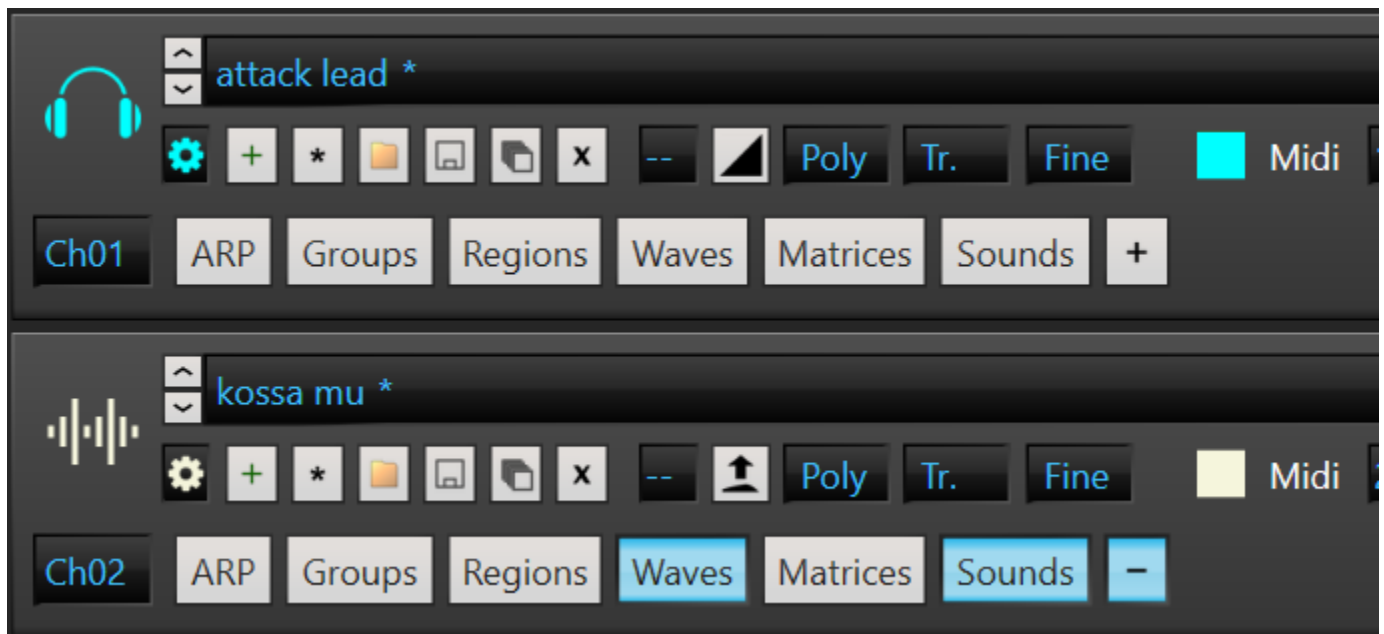 attack lead *
+ * x -- Poly Tr. Fine Midi
Ch01 ARP Groups Regions Waves Matrices Sounds +
kossa mu *
+ * x -- Poly Tr. Fine Midi
Ch02 ARP Groups Regions Waves Matrices Sounds -